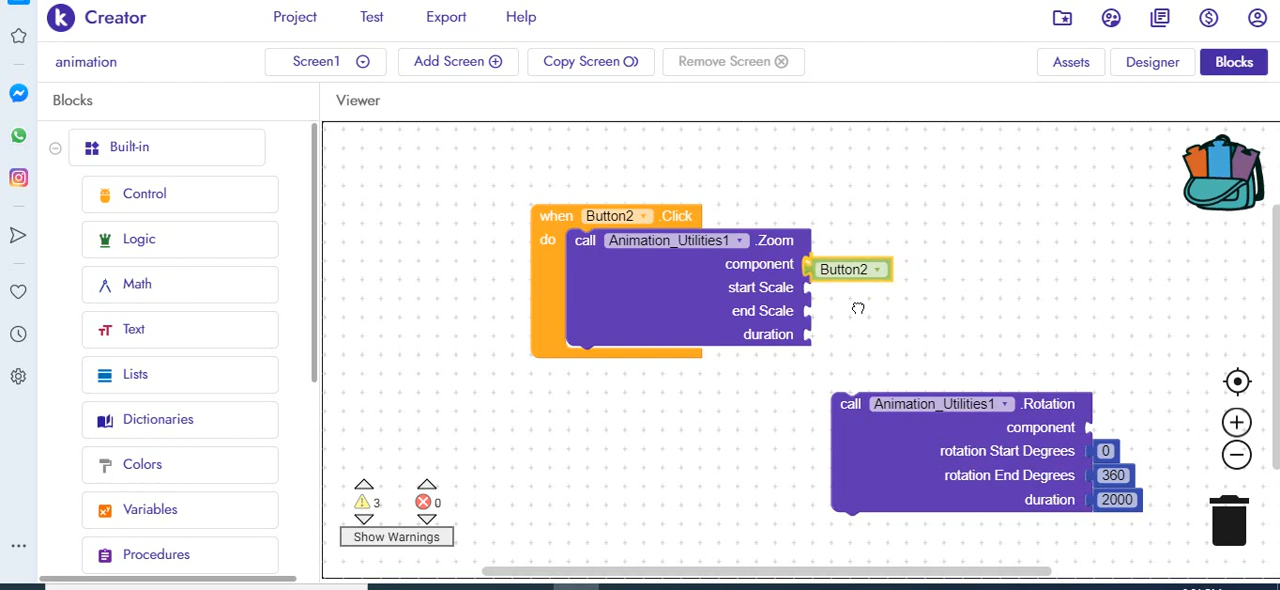 Creator
Project
Test
Export
Help
animation
Screen1
Add Screen
Copy Screen
Remove Screen
Assets
Designer
Blocks
Blocks
Viewer
Built-in
Control
Logic
Math
Text
Lists
Dictionaries
Colors
Variables
Procedures
when Button2 .Click
do call Animation_Utilities1 .Zoom
component Button2
start Scale
end Scale
duration
call Animation_Utilities1 .Rotation
component
rotation Start Degrees 0
rotation End Degrees 360
duration 2000
3
0
Show Warnings